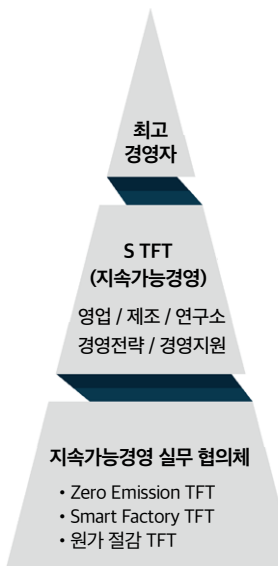 최고
경영자
S TFT
(지속가능경영)
영업 / 제조 / 연구소
경영전략 / 경영지원
지속가능경영 실무 협의체
• Zero Emission TFT
• Smart Factory TFT
• 원가 절감 TFT